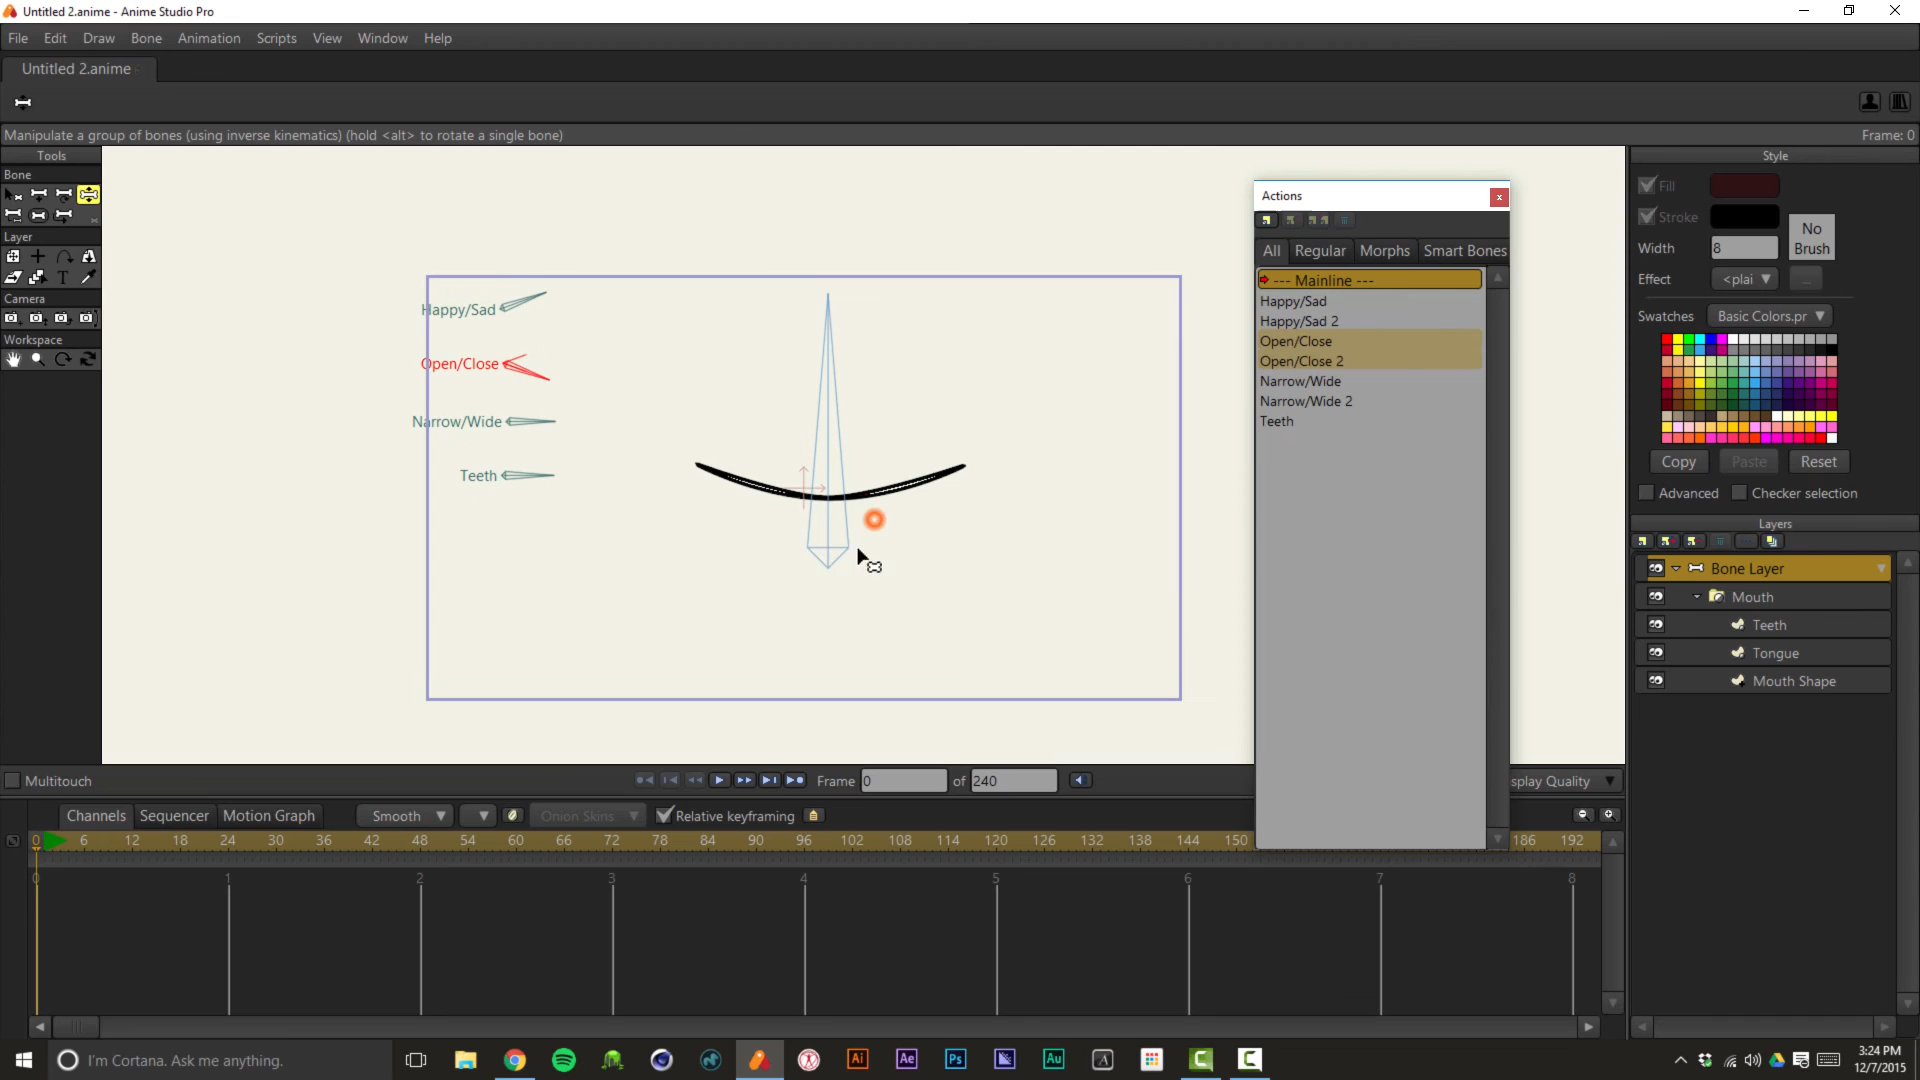 Untitled 2.anime - Anime Studio Pro
File Edit Draw Bone Animation Scripts View Window Help
Untitled 2.anime
Manipulate a group of bones (using inverse kinematics) (hold <alt> to rotate a single bone)
Frame: 0
Tools
Bone
Layer
Camera
Workspace
Happy/Sad
Open/Close
Narrow/Wide
Teeth
Actions
All Regular Morphs Smart Bones
--- Mainline ---
Happy/Sad
Happy/Sad 2
Open/Close
Open/Close 2
Narrow/Wide
Narrow/Wide 2
Teeth
Style
Fill
Stroke
No Brush
Width 8
Effect <plai ...
Swatches Basic Colors.pr
Copy Paste Reset
Advanced Checker selection
Layers
Bone Layer
Mouth
Teeth
Tongue
Mouth Shape
Multitouch
Frame 0 of 240
splay Quality
Channels Sequencer Motion Graph Smooth Onion Skins Relative keyframing
0 6 12 18 24 30 36 42 48 54 60 66 72 78 84 90 96 102 108 114 120 126 132 138 144 150 186 192
0 1 2 3 4 5 6 7 8
I'm Cortana. Ask me anything.
Ai Ae Ps Au A
3:24 PM
12/7/2015